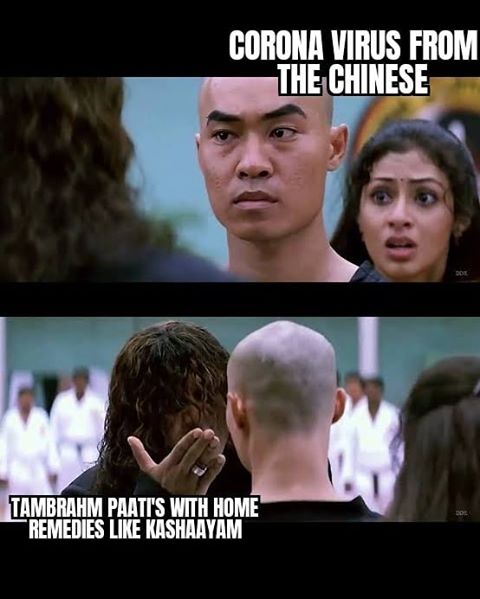 CORONA VIRUS FROM
THE CHINESE
TAMBRAHM PAATI'S WITH HOME
REMEDIES LIKE KASHAAYAM